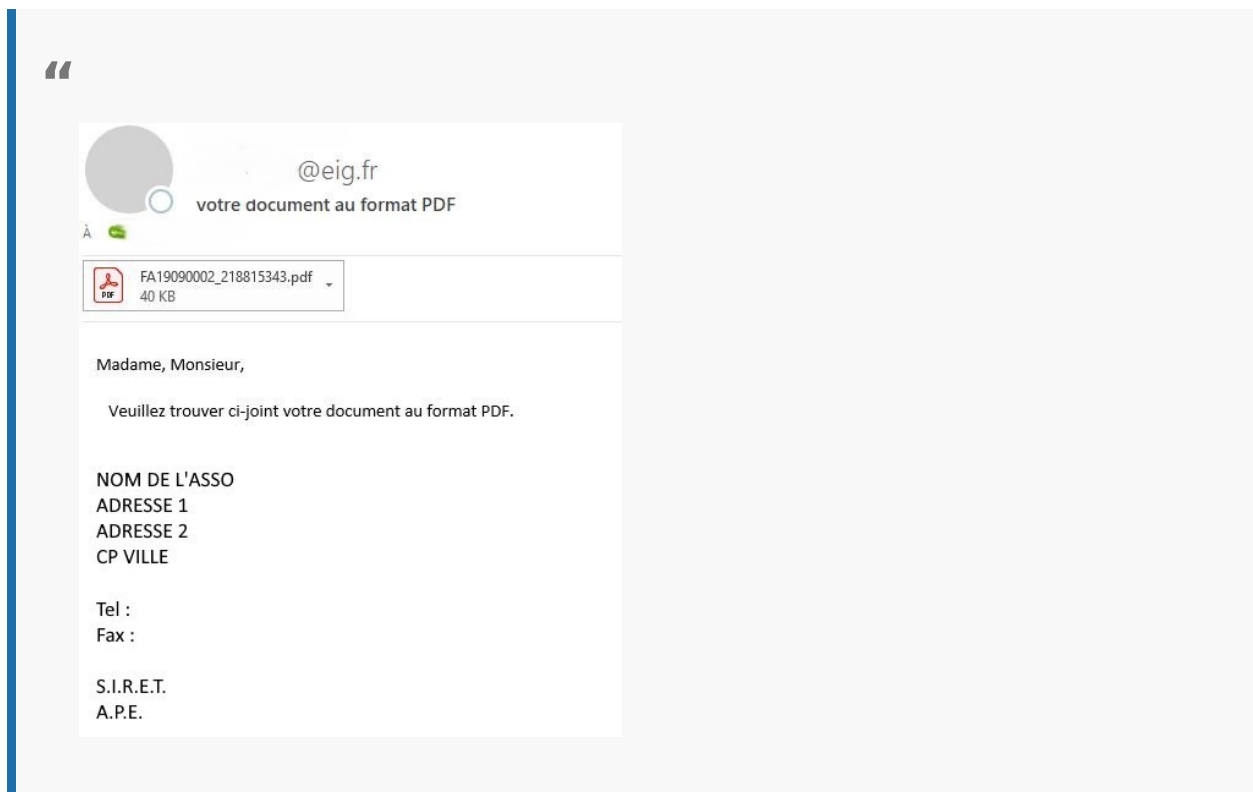 “
@eig.fr
votre document au format PDF
À
FA19090002_218815343.pdf
PDF
40 KB
Madame, Monsieur,
Veuillez trouver ci-joint votre document au format PDF.
NOM DE L'ASSO
ADRESSE 1
ADRESSE 2
CP VILLE
Tel :
Fax :
S.I.R.E.T.
A.P.E.